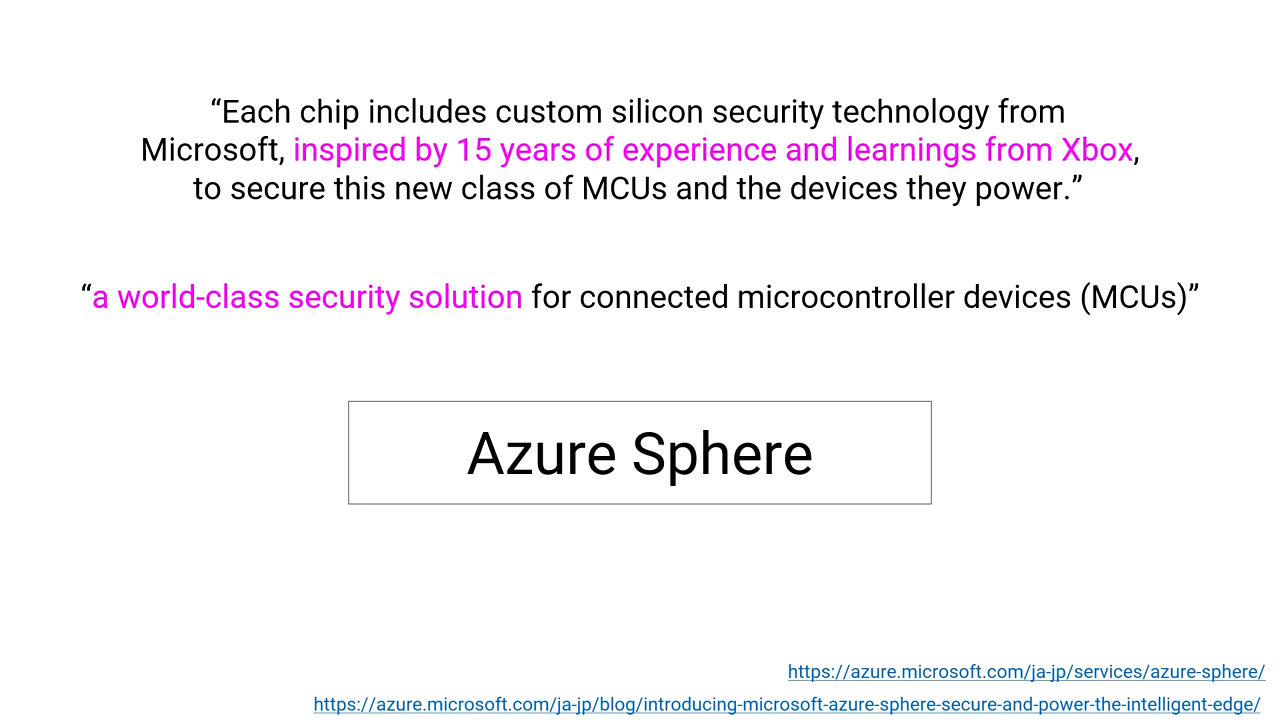 “Each chip includes custom silicon security technology from
Microsoft, inspired by 15 years of experience and learnings from Xbox,
to secure this new class of MCUs and the devices they power.”
“a world-class security solution for connected microcontroller devices (MCUs)”
Azure Sphere
https://azure.microsoft.com/ja-jp/services/azure-sphere/
https://azure.microsoft.com/ja-jp/blog/introducing-microsoft-azure-sphere-secure-and-power-the-intelligent-edge/